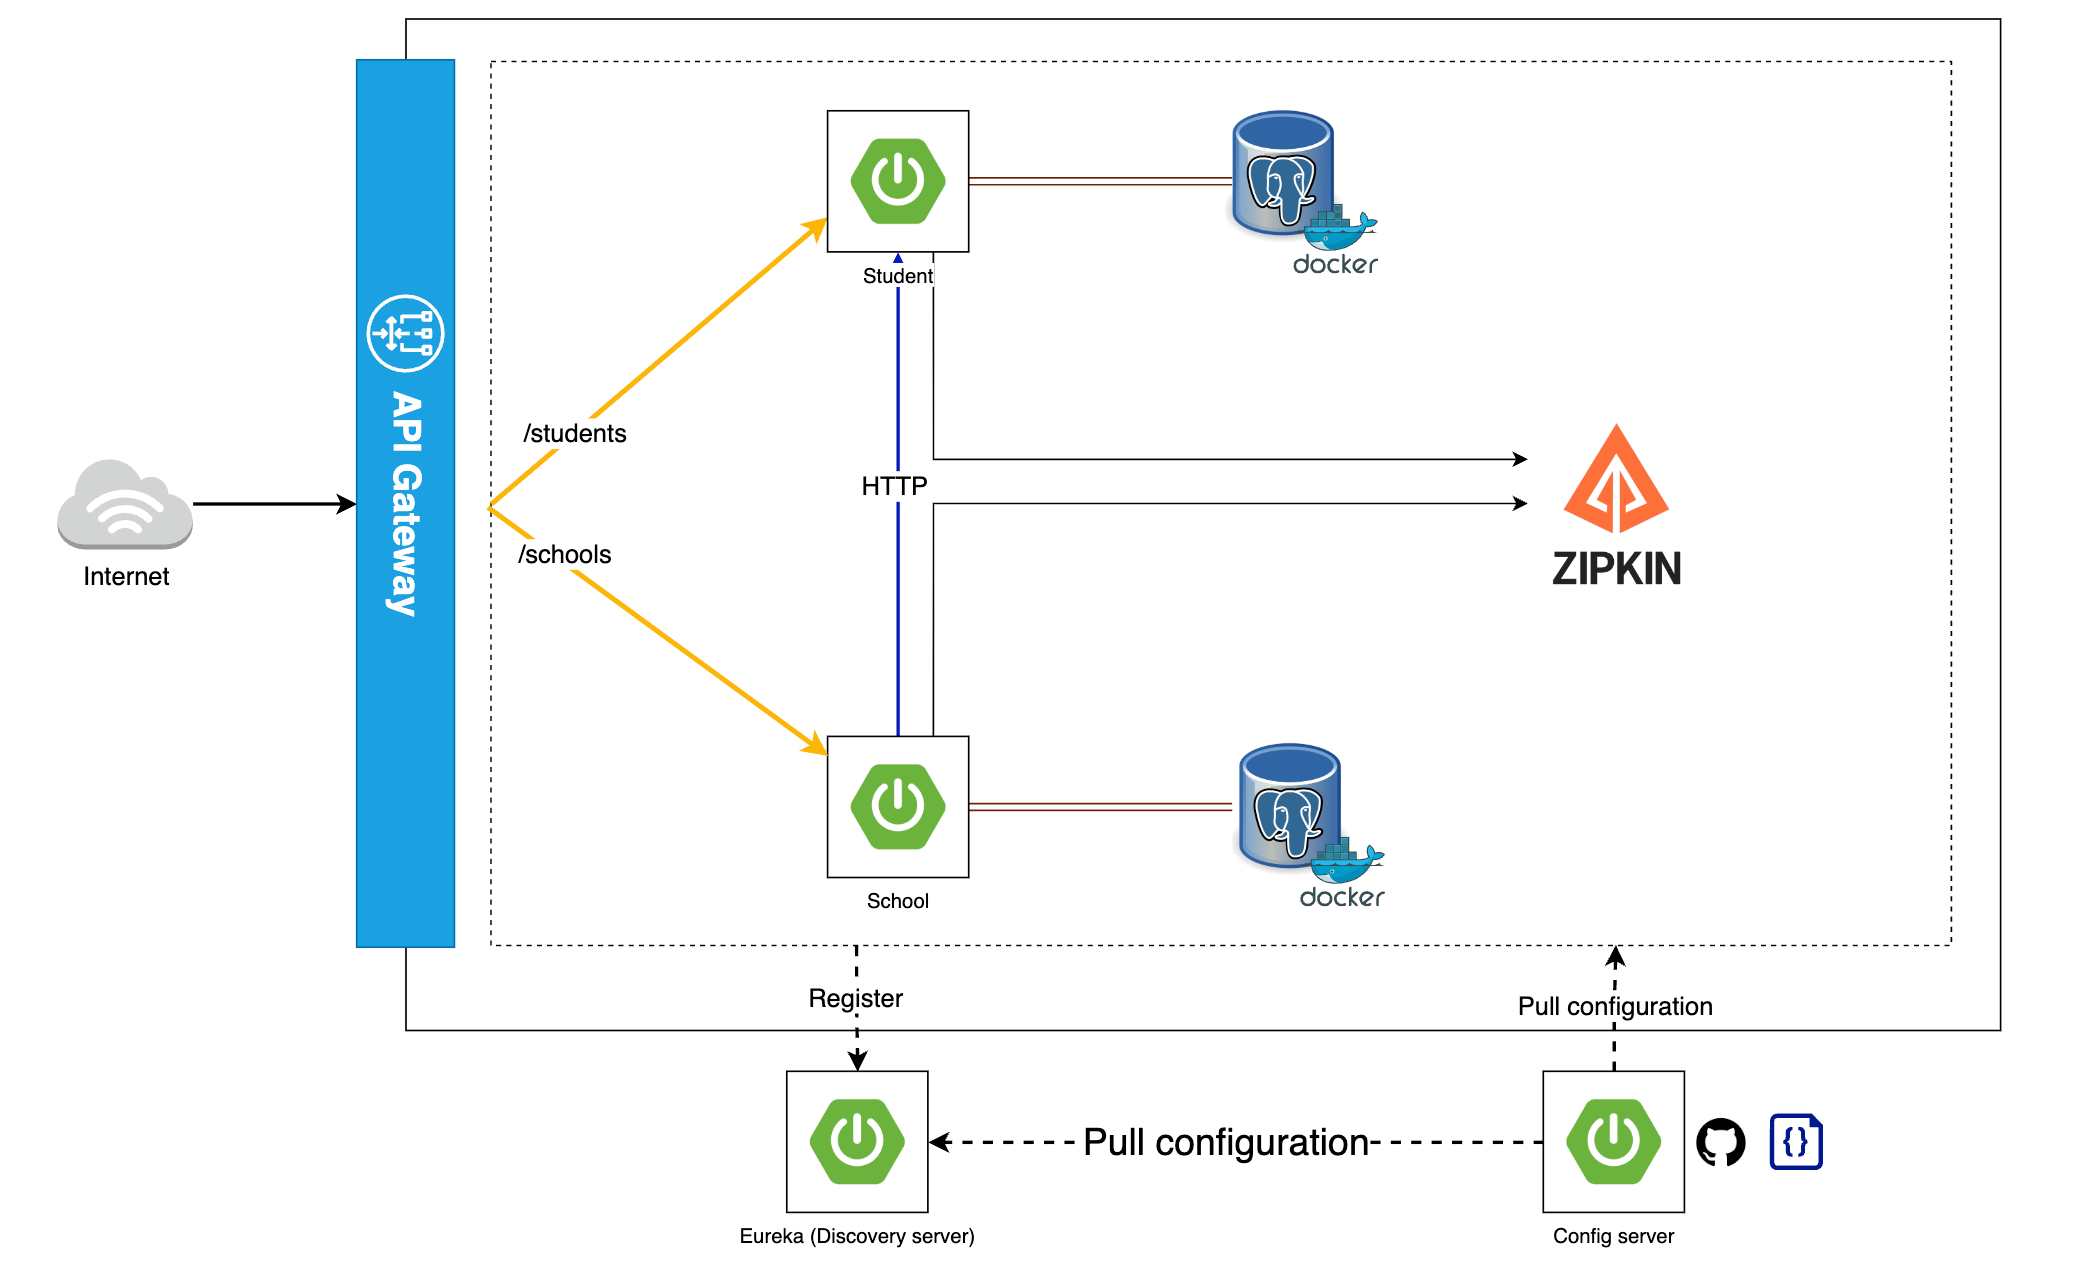 Student
docker
/students
API Gateway
HTTP
/schools
Internet
ZIPKIN
School
docker
Register
Pull configuration
Pull configuration
Eureka (Discovery server)
Config server
{}